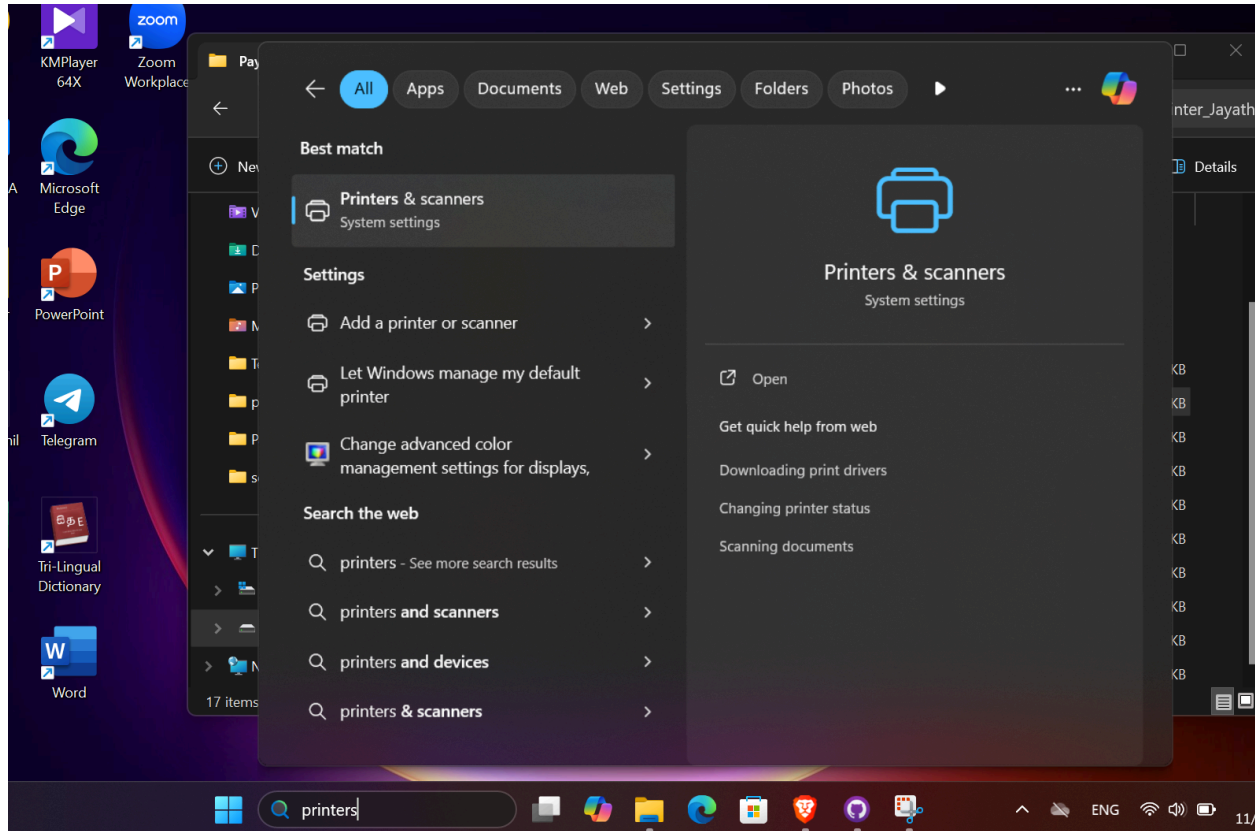 KMPlayer
64X
zoom
Zoom
Workplace
Microsoft
Edge
P
PowerPoint
Telegram
Tri-Lingual
Dictionary
W
Word
All
Apps
Documents
Web
Settings
Folders
Photos
Best match
Printers & scanners
System settings
Settings
Add a printer or scanner
Let Windows manage my default
printer
Change advanced color
management settings for displays,
Search the web
printers - See more search results
printers and scanners
printers and devices
printers & scanners
Printers & scanners
System settings
Open
Get quick help from web
Downloading print drivers
Changing printer status
Scanning documents
Details
KB
KB
KB
KB
KB
KB
KB
KB
KB
KB
17 items
printers
ENG
11/